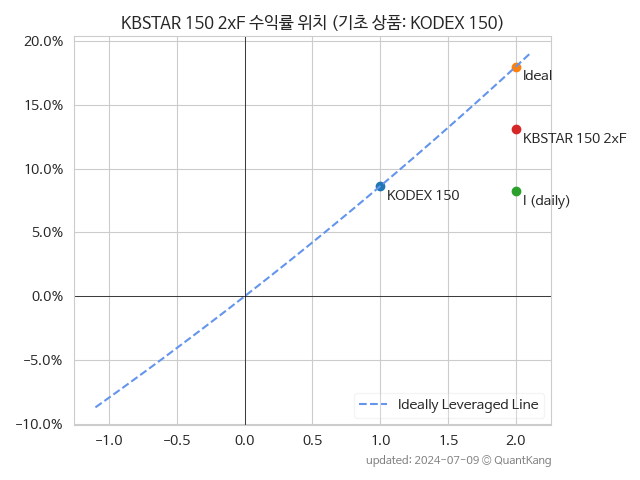 KBSTAR 150 2xF 수익률 위치 (기초 상품: KODEX 150)
20.0%
Ideal
15.0%
KBSTAR 150 2xF
10.0%
KODEX 150
I (daily)
5.0%
0.0%
-5.0%
Ideally Leveraged Line
-10.0%
-1.0 -0.5 0.0 0.5 1.0 1.5 2.0
updated: 2024-07-09 © QuantKang